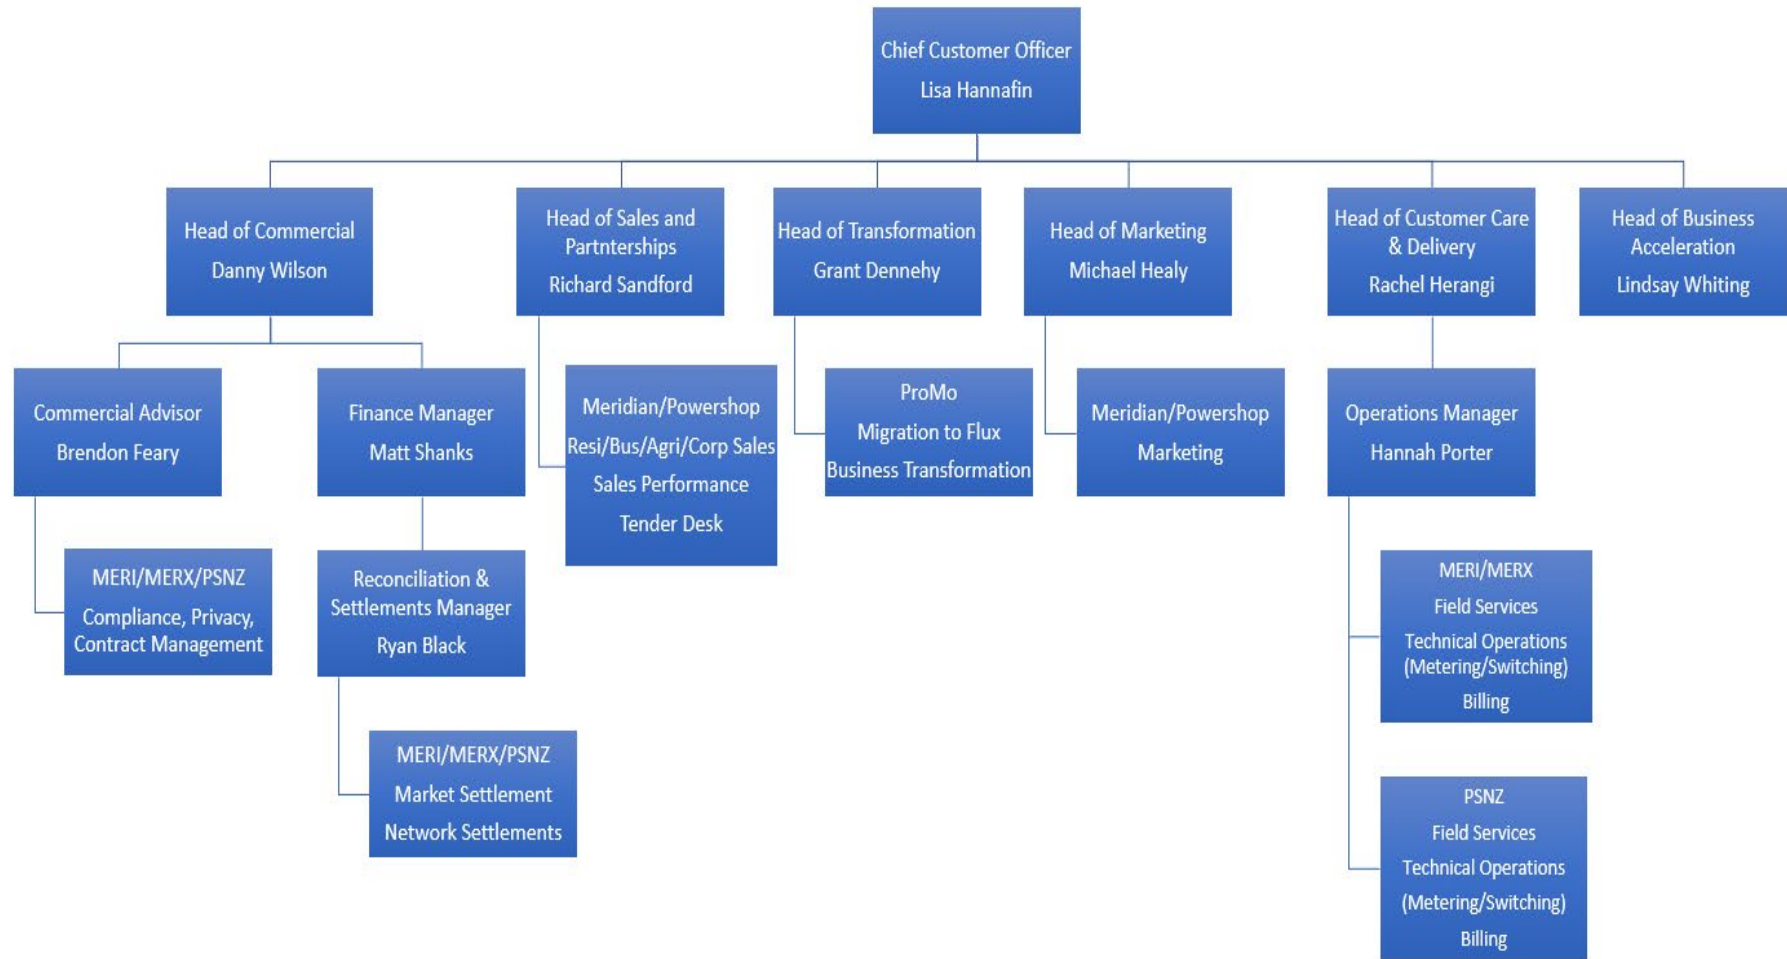 Chief Customer Officer
Lisa Hannafin
Head of Commercial
Danny Wilson
Head of Sales and
Partnterships
Richard Sandford
Head of Transformation
Grant Dennehy
Head of Marketing
Michael Healy
Head of Customer Care
& Delivery
Rachel Herangi
Head of Business
Acceleration
Lindsay Whiting
Commercial Advisor
Brendon Feary
Finance Manager
Matt Shanks
Meridian/Powershop
Resi/Bus/Agri/Corp Sales
Sales Performance
Tender Desk
ProMo
Migration to Flux
Business Transformation
Meridian/Powershop
Marketing
Operations Manager
Hannah Porter
MERI/MERX/PSNZ
Compliance, Privacy,
Contract Management
Reconciliation &
Settlements Manager
Ryan Black
MERI/MERX
Field Services
Technical Operations
(Metering/Switching)
Billing
MERI/MERX/PSNZ
Market Settlement
Network Settlements
PSNZ
Field Services
Technical Operations
(Metering/Switching)
Billing